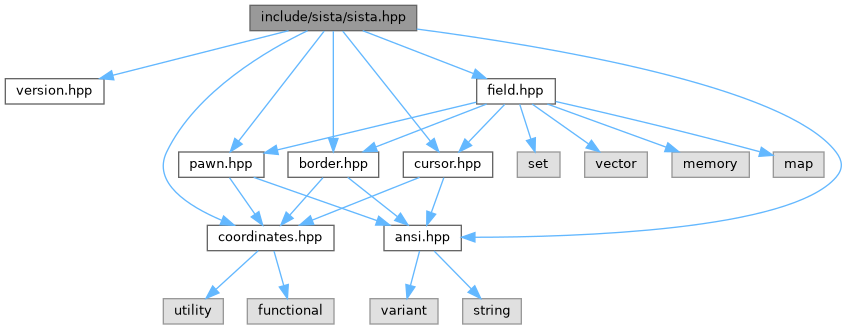 include/sista/sista.hpp
version.hpp
field.hpp
pawn.hpp
border.hpp
cursor.hpp
set
vector
memory
map
coordinates.hpp
ansi.hpp
utility
functional
variant
string